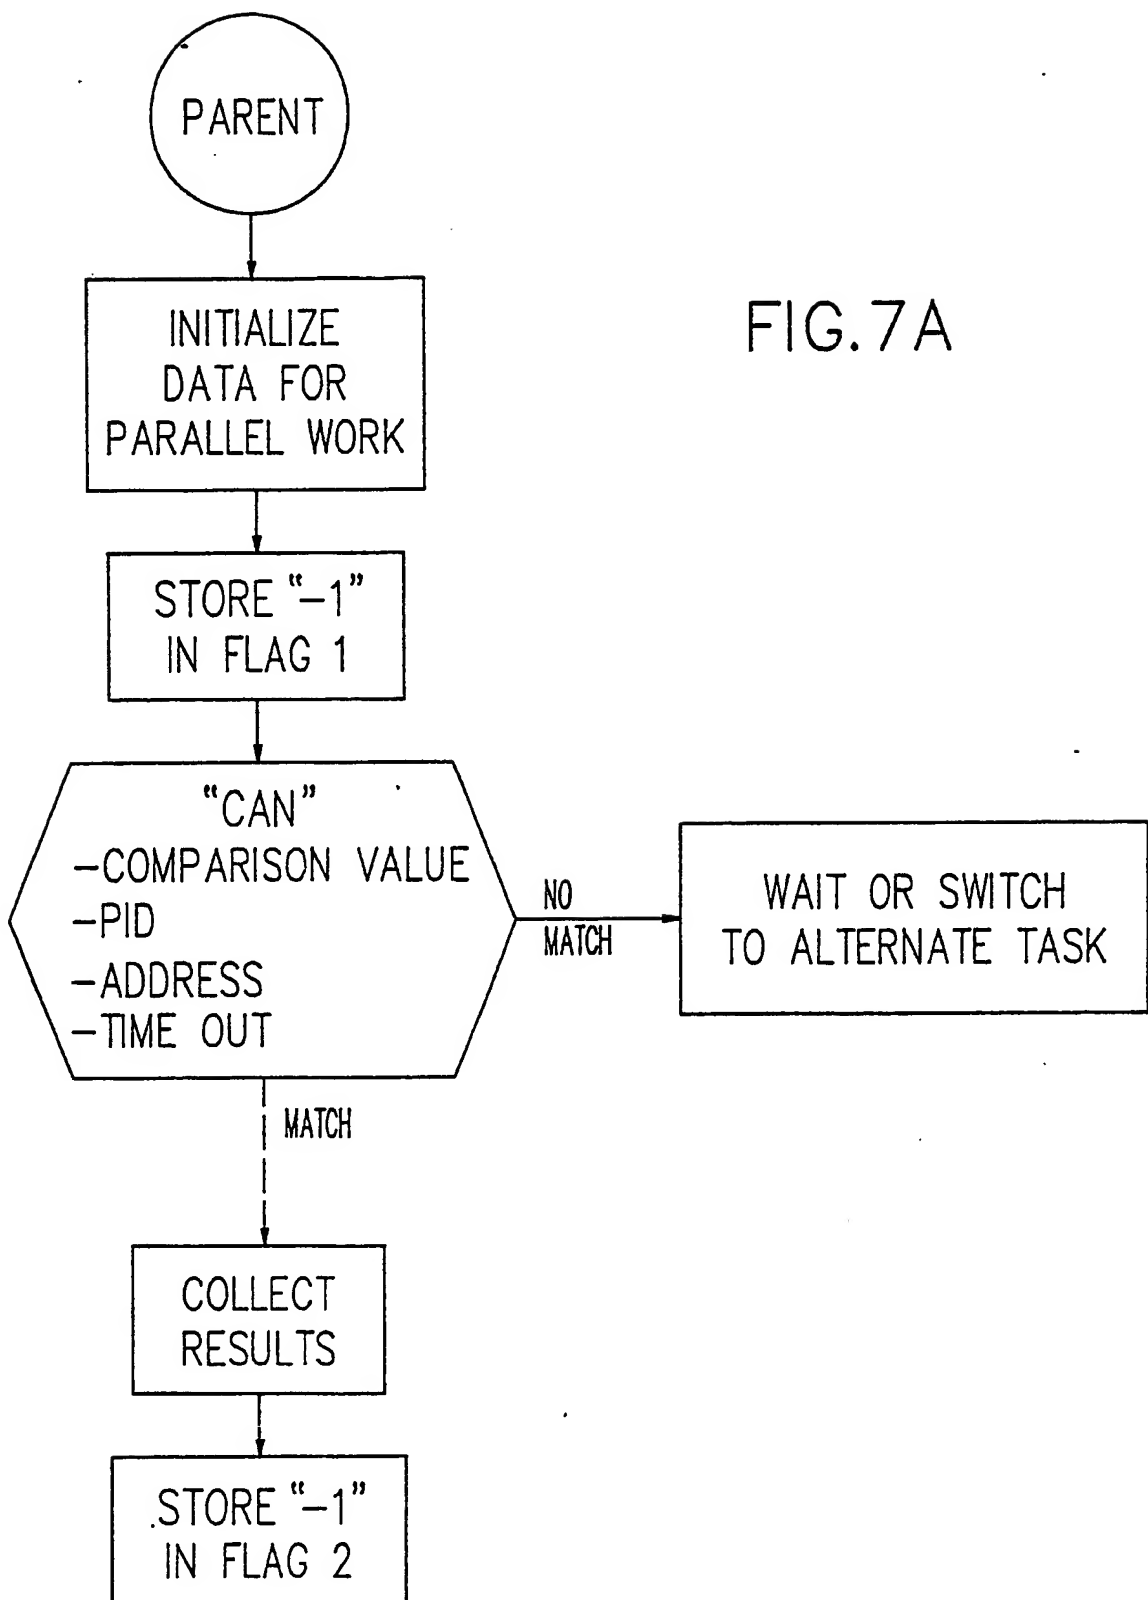 PARENT
INITIALIZE
DATA FOR
PARALLEL WORK
FIG. 7A
STORE “–1”
IN FLAG 1
“CAN”
–COMPARISON VALUE
–PID
–ADDRESS
–TIME OUT
NO
MATCH
WAIT OR SWITCH
TO ALTERNATE TASK
MATCH
COLLECT
RESULTS
STORE “–1”
IN FLAG 2